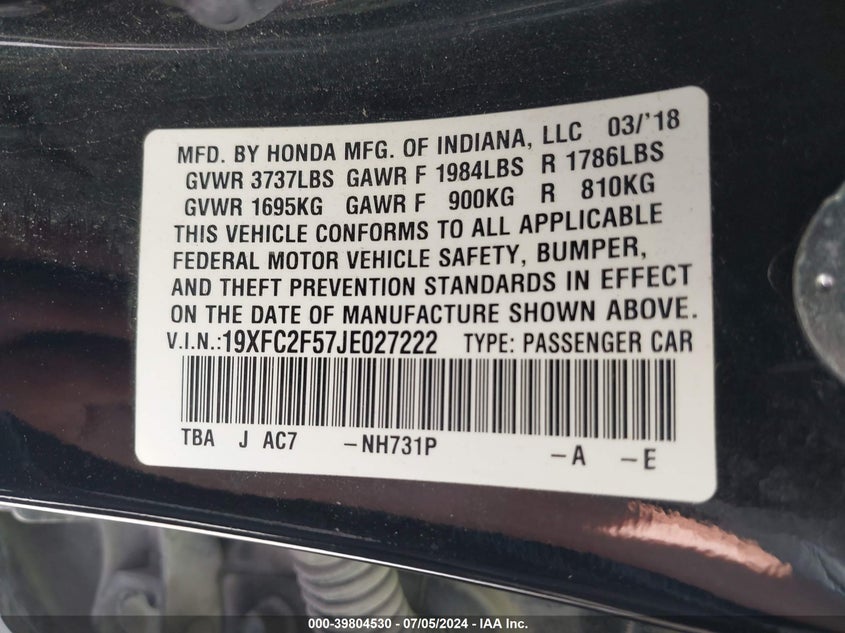 MFD. BY HONDA MFG. OF INDIANA, LLC 03/'18
GVWR 3737LBS GAWR F 1984LBS R 1786LBS
GVWR 1695KG GAWR F 900KG R 810KG
THIS VEHICLE CONFORMS TO ALL APPLICABLE
FEDERAL MOTOR VEHICLE SAFETY, BUMPER,
AND THEFT PREVENTION STANDARDS IN EFFECT
ON THE DATE OF MANUFACTURE SHOWN ABOVE.
V.I.N.:19XFC2F57JE027222 TYPE: PASSENGER CAR
TBA J AC7 -NH731P -A -E
000-39804530 - 07/05/2024 - IAA Inc.